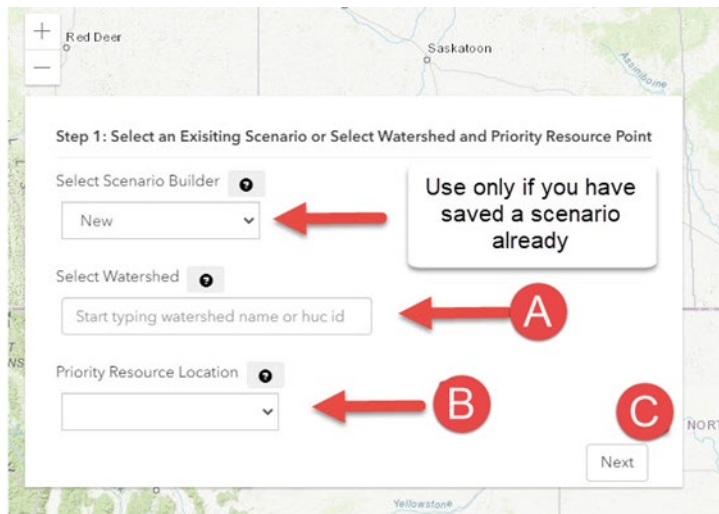 +
Red Deer
−
Saskatoon
Assiniboine
Step 1: Select an Exisiting Scenario or Select Watershed and Priority Resource Point
Select Scenario Builder ?
New
Use only if you have
saved a scenario
already
Select Watershed ?
Start typing watershed name or huc id
A
Priority Resource Location ?
B
C
NORT
Next
Yellowstone